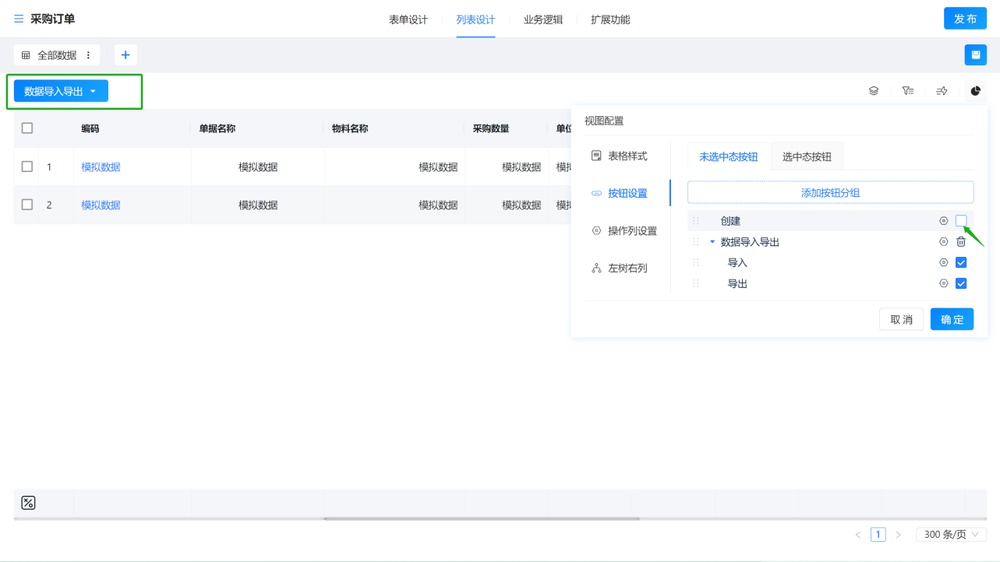 采购订单
表单设计
列表设计
业务逻辑
扩展功能
发 布
全部数据
数据导入导出
编码
单据名称
物料名称
采购数量
单位
1
模拟数据
模拟数据
模拟数据
模拟数据
2
模拟数据
模拟数据
模拟数据
模拟数据
视图配置
表格样式
按钮设置
操作列设置
左树右列
未选中态按钮
选中态按钮
添加按钮分组
创建
数据导入导出
导入
导出
取 消
确 定
1
300 条/页